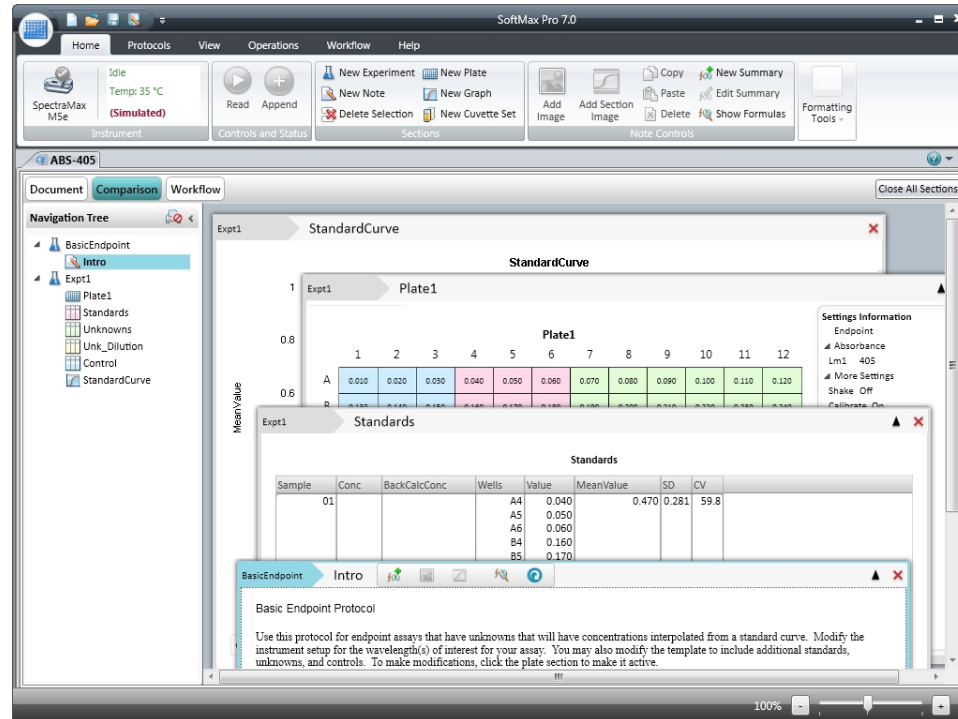 SoftMax Pro 7.0
Home Protocols View Operations Workflow Help
SpectraMax M5e
Idle
Temp: 35 °C
(Simulated)
Instrument
Read Append
Controls and Status
New Experiment New Plate
New Note New Graph
Delete Selection New Cuvette Set
Sections
Add Image
Add Section Image
Copy New Summary
Paste Edit Summary
Delete Show Formulas
Note Controls
Formatting Tools
ABS-405
Document Comparison Workflow
Close All Sections
Navigation Tree
BasicEndpoint
Intro
Expt1
Plate1
Standards
Unknowns
Unk_Dilution
Control
StandardCurve
Expt1 StandardCurve
StandardCurve
1
0.8
0.6
MeanValue
Expt1 Plate1
Plate1
1 2 3 4 5 6 7 8 9 10 11 12
A 0.010 0.020 0.030 0.040 0.050 0.060 0.070 0.080 0.090 0.100 0.110 0.120
Settings Information
Endpoint
Absorbance
Lm1 405
More Settings
Shake Off
Calibrate On
Expt1 Standards
Standards
Sample Conc BackCalcConc Wells Value MeanValue SD CV
01 A4 0.040 0.470 0.281 59.8
A5 0.050
A6 0.060
B4 0.160
B5 0.170
BasicEndpoint Intro
Basic Endpoint Protocol
Use this protocol for endpoint assays that have unknowns that will have concentrations interpolated from a standard curve. Modify the
instrument setup for the wavelength(s) of interest for your assay. You may also modify the template to include additional standards,
unknowns, and controls. To make modifications, click the plate section to make it active.
100%